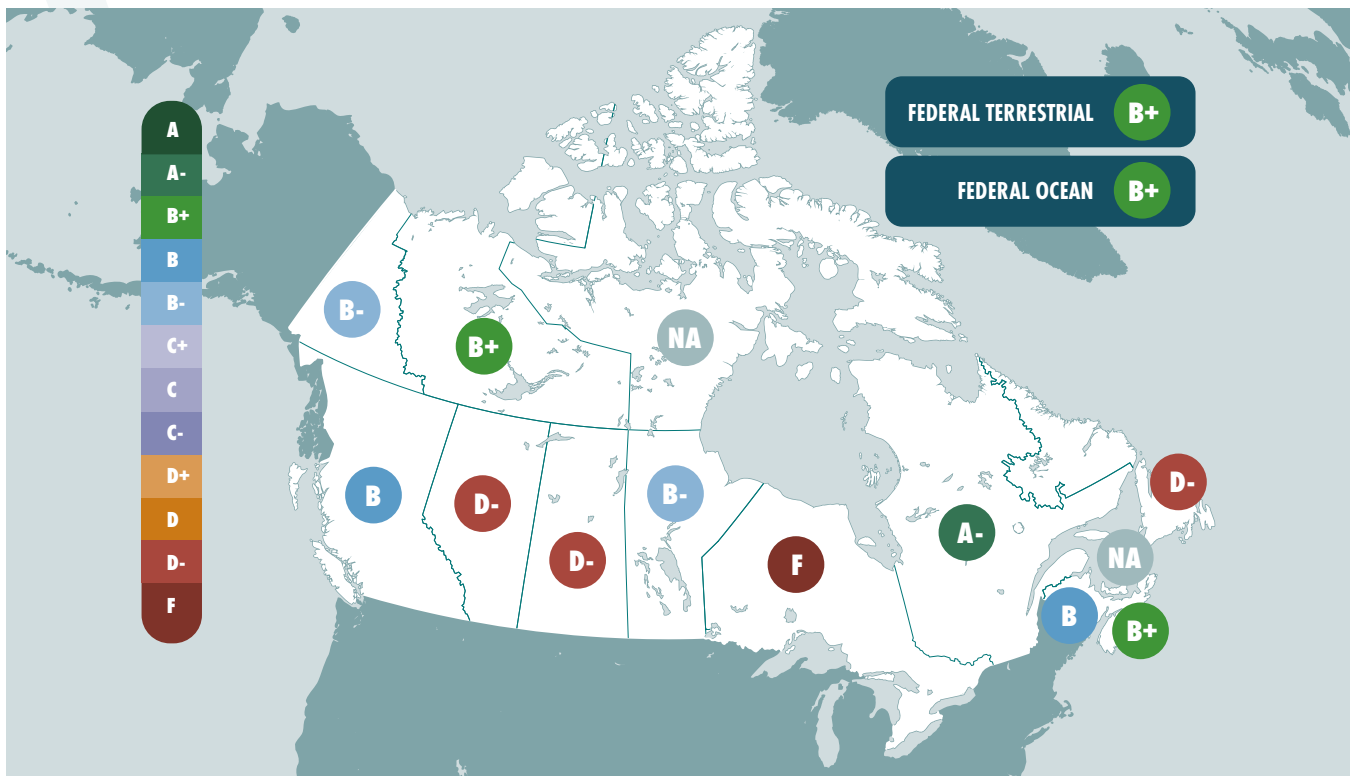 A
A-
B+
B
B-
C+
C
C-
D+
D
D-
F
FEDERAL TERRESTRIAL B+
FEDERAL OCEAN B+
B-
B+
NA
B
D-
D-
B-
F
A-
D-
NA
B
B+